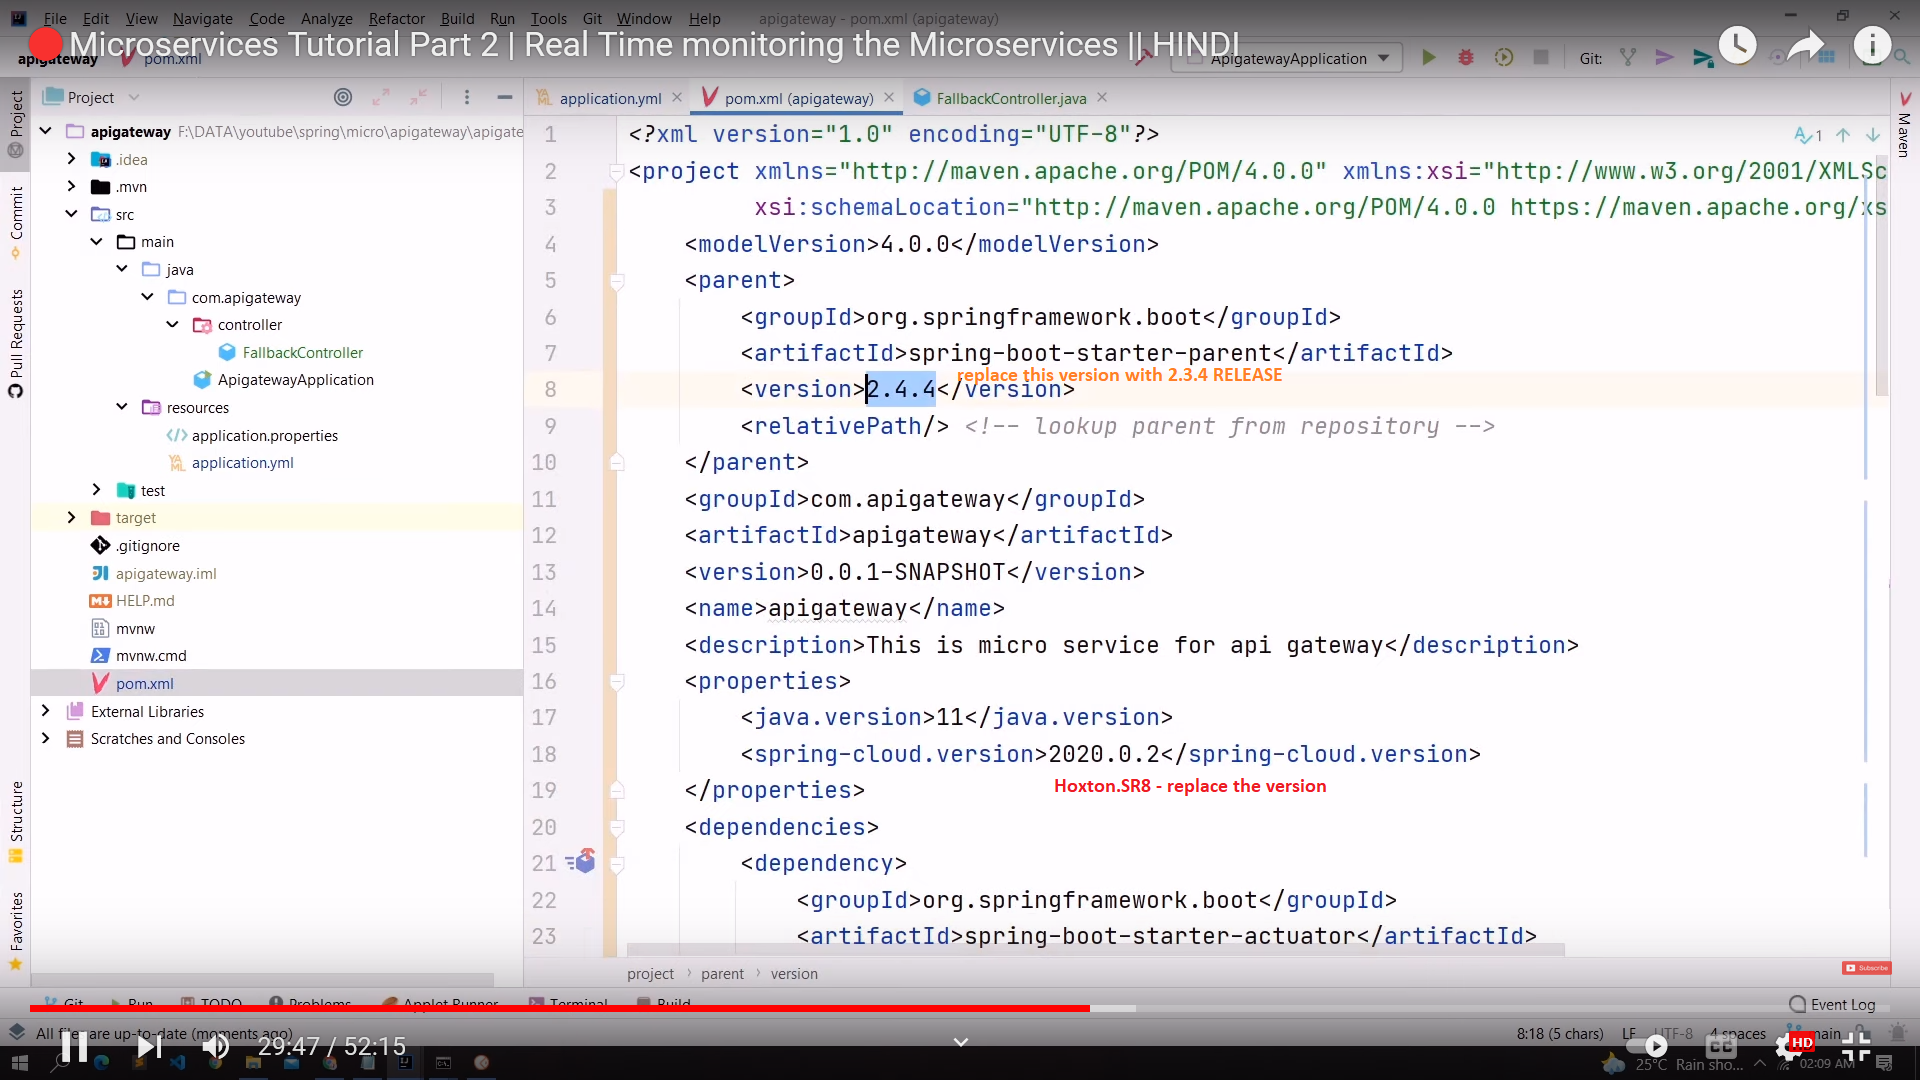 File Edit View Navigate Code Analyze Refactor Build Run Tools Git Window Help apigateway - pom.xml (apigateway)
Microservices Tutorial Part 2 | Real Time monitoring the Microservices || HINDI
apigateway pom.xml ApigatewayApplication Git:
Project
application.yml pom.xml (apigateway) FallbackController.java
Project
Commit
Pull Requests
Structure
Favorites
Maven
apigateway F:\DATA\youtube\spring\micro\apigateway\apigate
.idea
.mvn
src
main
java
com.apigateway
controller
FallbackController
ApigatewayApplication
resources
application.properties
application.yml
test
target
.gitignore
apigateway.iml
HELP.md
mvnw
mvnw.cmd
pom.xml
External Libraries
Scratches and Consoles
1 <?xml version="1.0" encoding="UTF-8"?>
1
2 <project xmlns="http://maven.apache.org/POM/4.0.0" xmlns:xsi="http://www.w3.org/2001/XMLSc
3 xsi:schemaLocation="http://maven.apache.org/POM/4.0.0 https://maven.apache.org/xs
4 <modelVersion>4.0.0</modelVersion>
5 <parent>
6 <groupId>org.springframework.boot</groupId>
7 <artifactId>spring-boot-starter-parent</artifactId>
replace this version with 2.3.4 RELEASE
8 <version>2.4.4</version>
9 <relativePath/> <!-- lookup parent from repository -->
10 </parent>
11 <groupId>com.apigateway</groupId>
12 <artifactId>apigateway</artifactId>
13 <version>0.0.1-SNAPSHOT</version>
14 <name>apigateway</name>
15 <description>This is micro service for api gateway</description>
16 <properties>
17 <java.version>11</java.version>
18 <spring-cloud.version>2020.0.2</spring-cloud.version>
Hoxton.SR8 - replace the version
19 </properties>
20 <dependencies>
21 <dependency>
22 <groupId>org.springframework.boot</groupId>
23 <artifactId>spring-boot-starter-actuator</artifactId>
project › parent › version
Subscribe
Git Run TODO Problems Applet Runner Terminal Build Event Log
All files are up-to-date (moments ago) 8:18 (5 chars) LF UTF-8 4 spaces main
29:47 / 52:15
CC HD
25°C Rain sho... 02:09 AM